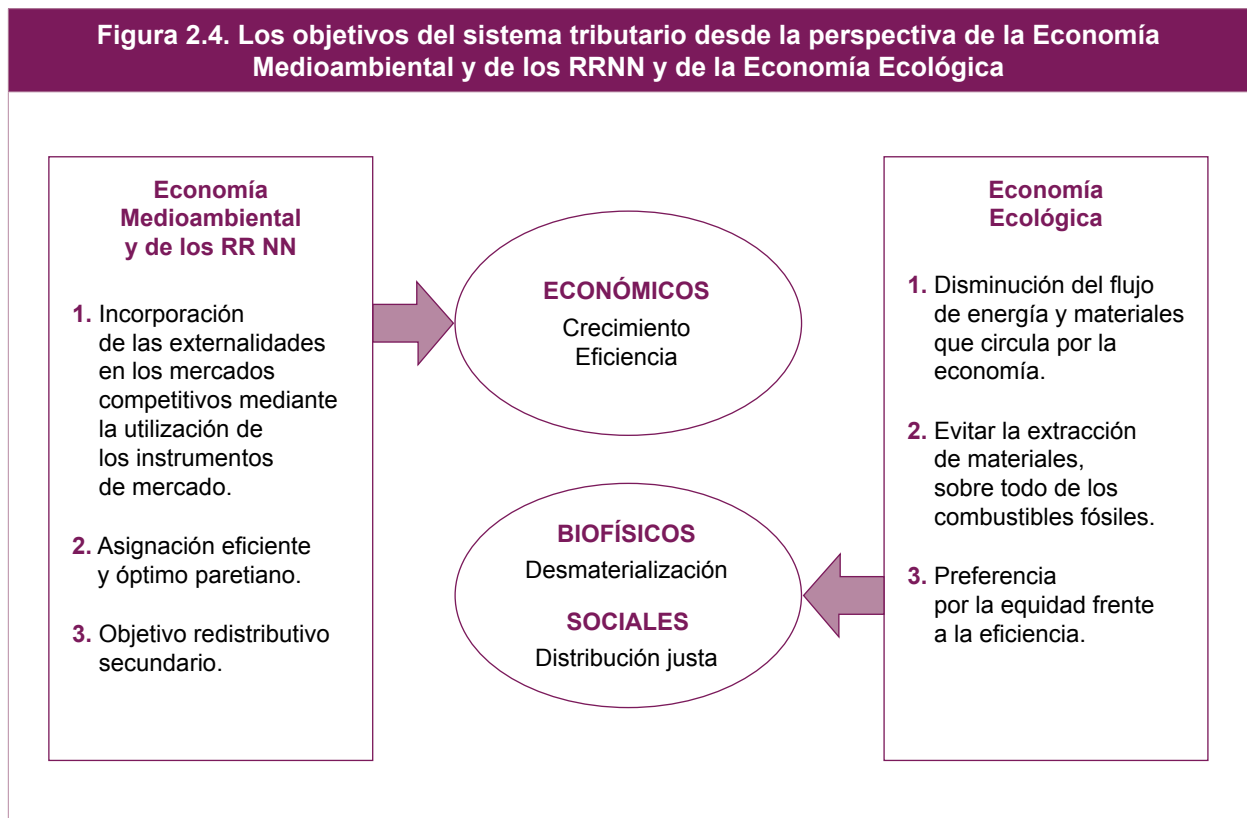 Figura 2.4. Los objetivos del sistema tributario desde la perspectiva de la Economía
Medioambiental y de los RRNN y de la Economía Ecológica
Economía
Medioambiental
y de los RR NN
1. Incorporación
de las externalidades
en los mercados
competitivos mediante
la utilización de
los instrumentos
de mercado.
2. Asignación eficiente
y óptimo paretiano.
3. Objetivo redistributivo
secundario.
ECONÓMICOS
Crecimiento
Eficiencia
BIOFÍSICOS
Desmaterialización
SOCIALES
Distribución justa
Economía
Ecológica
1. Disminución del flujo
de energía y materiales
que circula por la
economía.
2. Evitar la extracción
de materiales,
sobre todo de los
combustibles fósiles.
3. Preferencia
por la equidad frente
a la eficiencia.